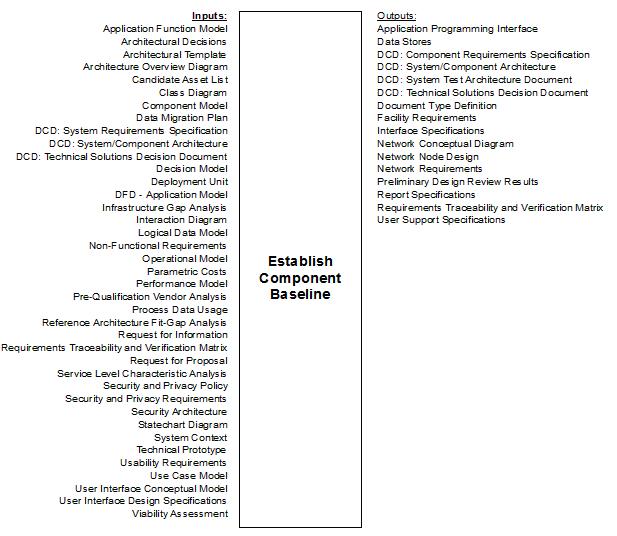 Inputs:
Application Function Model
Architectural Decisions
Architectural Template
Architecture Overview Diagram
Candidate Asset List
Class Diagram
Component Model
Data Migration Plan
DCD: System Requirements Specification
DCD: System/Component Architecture
DCD: Technical Solutions Decision Document
Decision Model
Deployment Unit
DFD - Application Model
Infrastructure Gap Analysis
Interaction Diagram
Logical Data Model
Non-Functional Requirements
Operational Model
Parametric Costs
Performance Model
Pre-Qualification Vendor Analysis
Process Data Usage
Reference Architecture Fit-Gap Analysis
Request for Information
Requirements Traceability and Verification Matrix
Request for Proposal
Service Level Characteristic Analysis
Security and Privacy Policy
Security and Privacy Requirements
Security Architecture
Statechart Diagram
System Context
Technical Prototype
Usability Requirements
Use Case Model
User Interface Conceptual Model
User Interface Design Specifications
Viability Assessment
Establish
Component
Baseline
Outputs:
Application Programming Interface
Data Stores
DCD: Component Requirements Specification
DCD: System/Component Architecture
DCD: System Test Architecture Document
DCD: Technical Solutions Decision Document
Document Type Definition
Facility Requirements
Interface Specifications
Network Conceptual Diagram
Network Node Design
Network Requirements
Preliminary Design Review Results
Report Specifications
Requirements Traceability and Verification Matrix
User Support Specifications